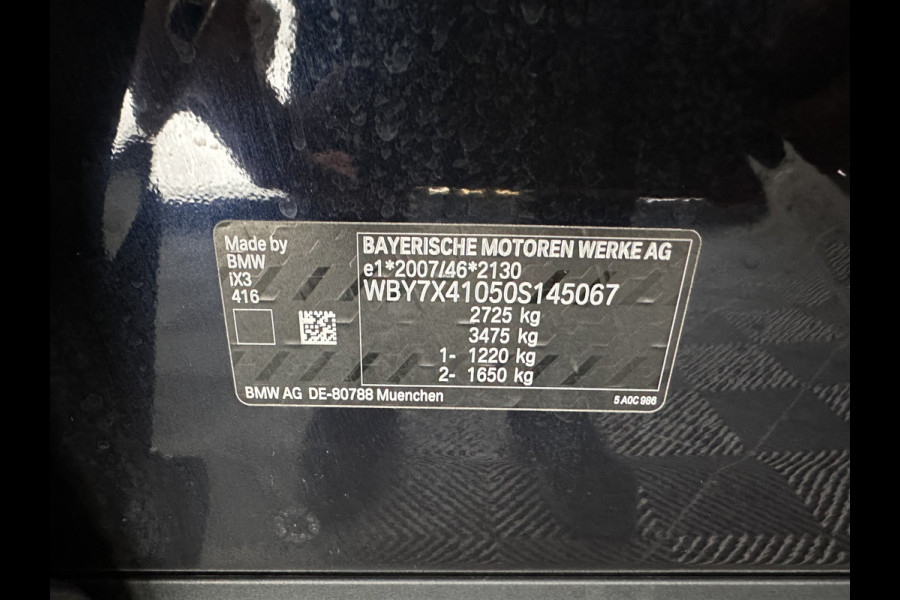 Made by
BMW
iX3
416
BAYERISCHE MOTOREN WERKE AG
e1*2007/46*2130
WBY7X41050S145067
2725 kg
3475 kg
1- 1220 kg
2- 1650 kg
BMW AG DE-80788 Muenchen
5 A0C 986